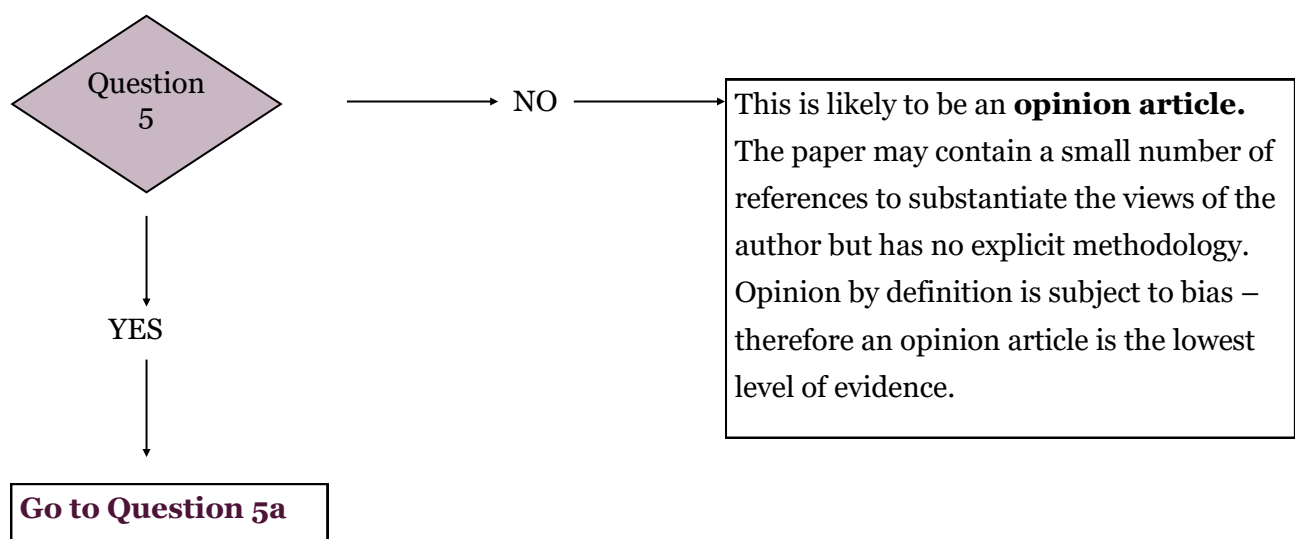 Question
5
NO
This is likely to be an opinion article.
The paper may contain a small number of
references to substantiate the views of the
author but has no explicit methodology.
Opinion by definition is subject to bias –
therefore an opinion article is the lowest
level of evidence.
YES
Go to Question 5a